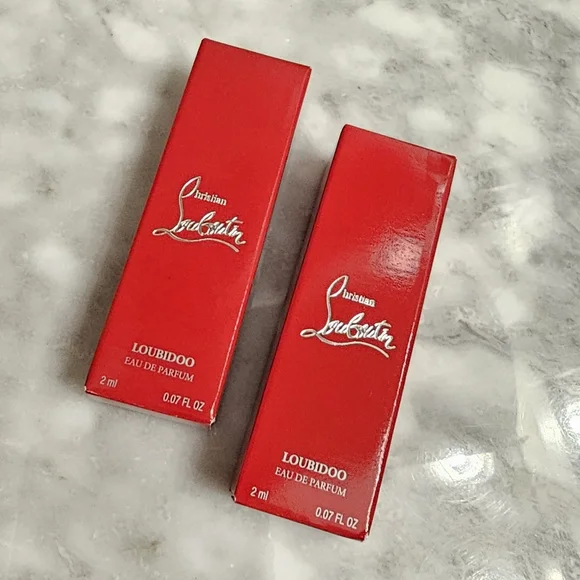 Christian
Louboutin
LOUBIDOO
EAU DE PARFUM
2 ml 0.07 FL OZ
Christian
Louboutin
LOUBIDOO
EAU DE PARFUM
2 ml 0.07 FL OZ